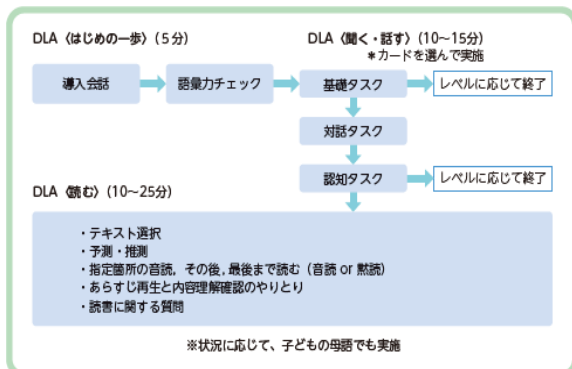 DLA〈はじめの一歩〉(5分)
DLA〈聞く・話す〉(10～15分)
＊カードを選んで実施
導入会話
語彙力チェック
基礎タスク
レベルに応じて終了
対話タスク
認知タスク
レベルに応じて終了
DLA〈読む〉(10～25分)
・テキスト選択
・予測・推測
・指定箇所の音読，その後，最後まで読む（音読 or 黙読）
・あらすじ再生と内容理解確認のやりとり
・読書に関する質問
※状況に応じて、子どもの母語でも実施